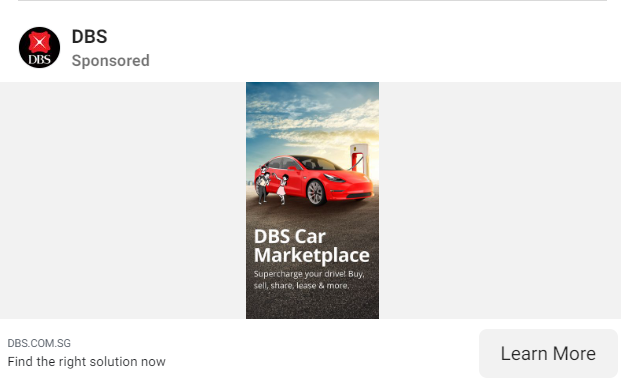 DBS
Sponsored
DBS
DBS Car
Marketplace
Supercharge your drive! Buy,
sell, share, lease & more.
DBS.COM.SG
Find the right solution now
Learn More